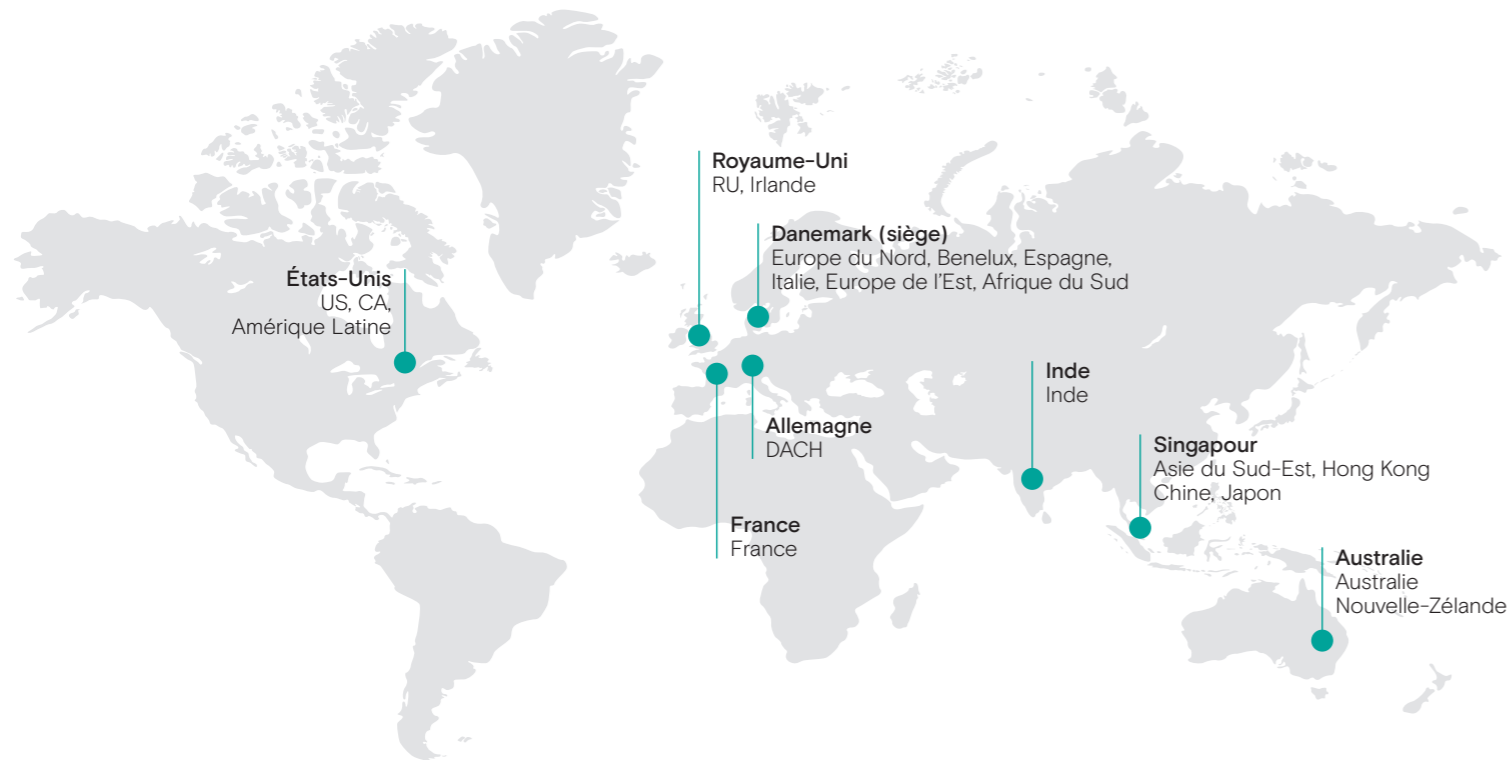 Royaume-Uni
RU, Irlande
Danemark (siège)
Europe du Nord, Benelux, Espagne,
Italie, Europe de l'Est, Afrique du Sud
États-Unis
US, CA,
Amérique Latine
Inde
Inde
Allemagne
DACH
Singapour
Asie du Sud-Est, Hong Kong
Chine, Japon
France
France
Australie
Australie
Nouvelle-Zélande